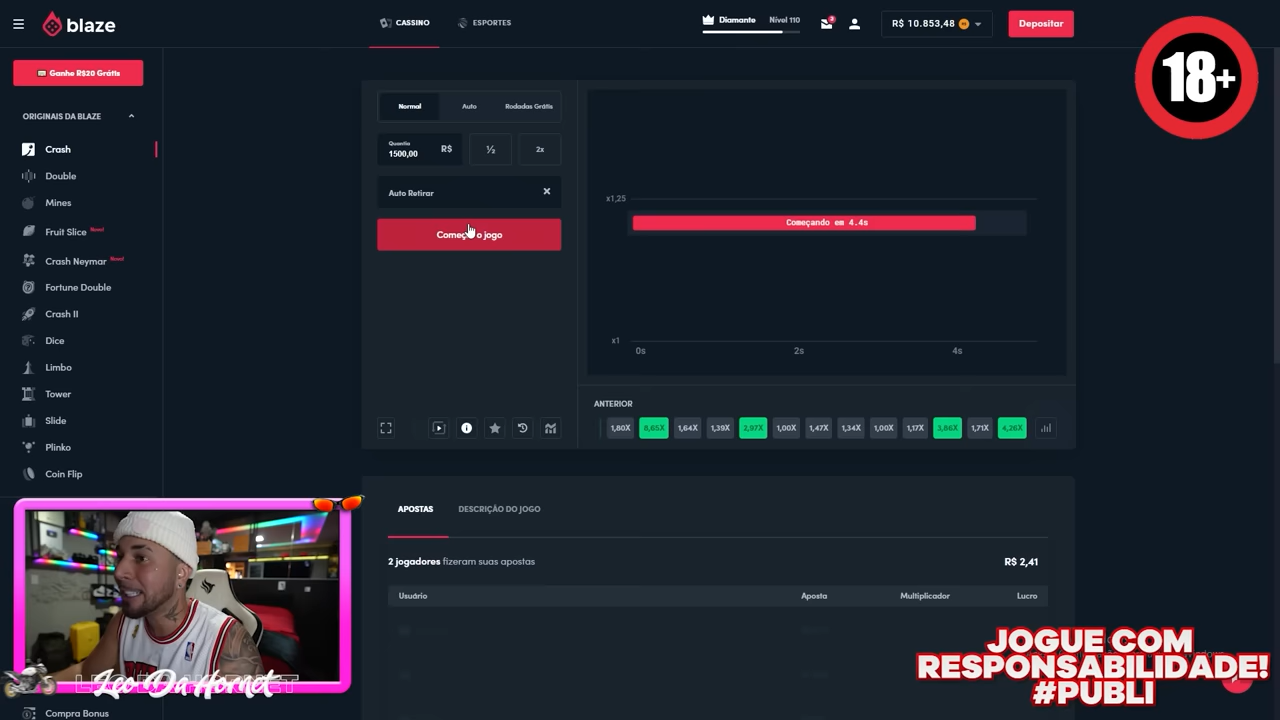 blaze
CASSINO
ESPORTES
Diamante
Nível 110
3
R$ 10.853,48
Depositar
18+
Ganhe R$20 Grátis
ORIGINAIS DA BLAZE
Crash
Double
Mines
Fruit Slice
Crash Neymar
Fortune Double
Crash II
Dice
Limbo
Tower
Slide
Plinko
Coin Flip
Normal
Auto
Rodadas Grátis
Quantia
1500,00
R$
½
2x
Auto Retirar
o jogo
x1,25
Começando em 4.4s
x1
0s
2s
4s
ANTERIOR
1,80X
8,65X
1,64X
1,39X
2,97X
1,00X
1,47X
1,34X
1,00X
1,17X
3,86X
1,71X
4,26X
APOSTAS
DESCRIÇÃO DO JOGO
2 jogadores fizeram suas apostas
R$ 2,41
Usuário
Aposta
Multiplicador
Lucro
Leo Da Hornet
JOGUE COM
RESPONSABILIDADE!
#PUBLI
Compra Bonus